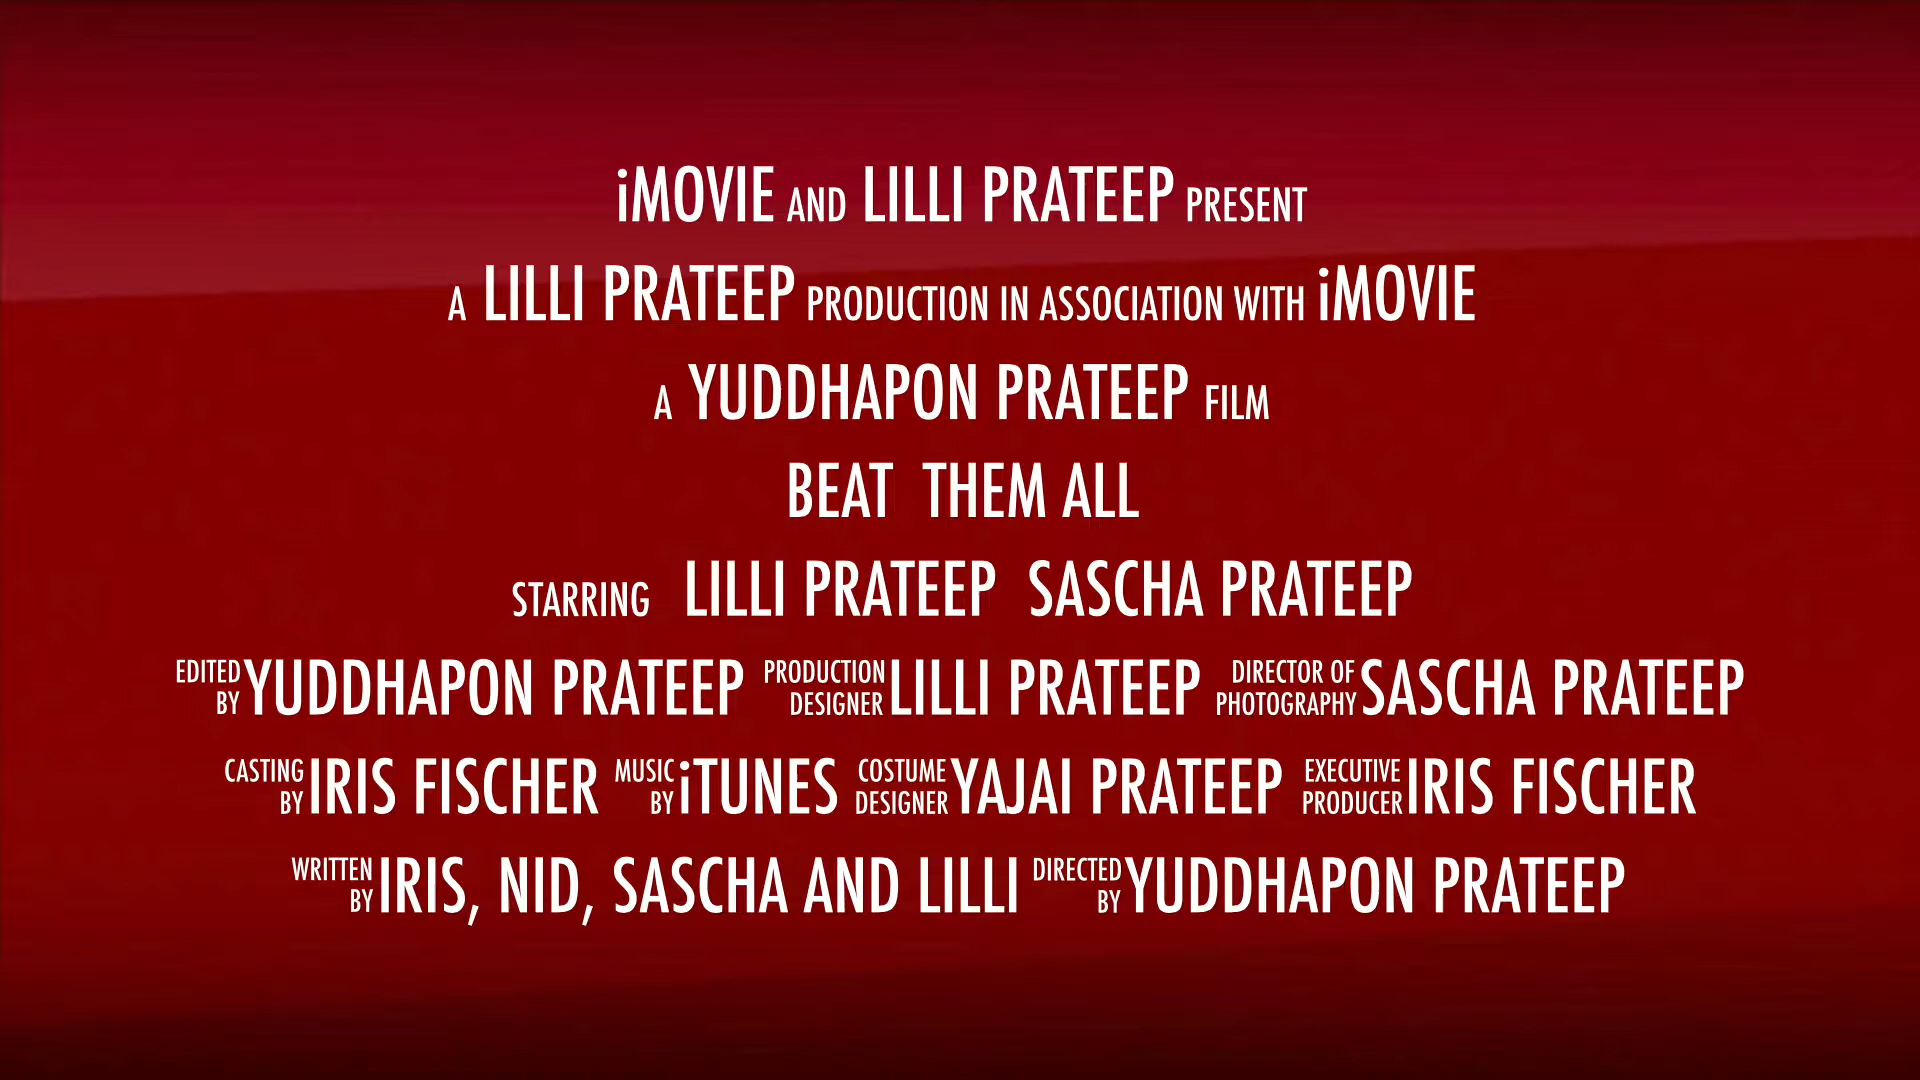 iMOVIE AND LILLI PRATEEP PRESENT
A LILLI PRATEEP PRODUCTION IN ASSOCIATION WITH iMOVIE
A YUDDHAPON PRATEEP FILM
BEAT THEM ALL
STARRING LILLI PRATEEP SASCHA PRATEEP
EDITED BY YUDDHAPON PRATEEP PRODUCTION DESIGNER LILLI PRATEEP DIRECTOR OF PHOTOGRAPHY SASCHA PRATEEP
CASTING BY IRIS FISCHER MUSIC BY iTUNES COSTUME DESIGNER YAJAI PRATEEP EXECUTIVE PRODUCER IRIS FISCHER
WRITTEN BY IRIS, NID, SASCHA AND LILLI DIRECTED BY YUDDHAPON PRATEEP